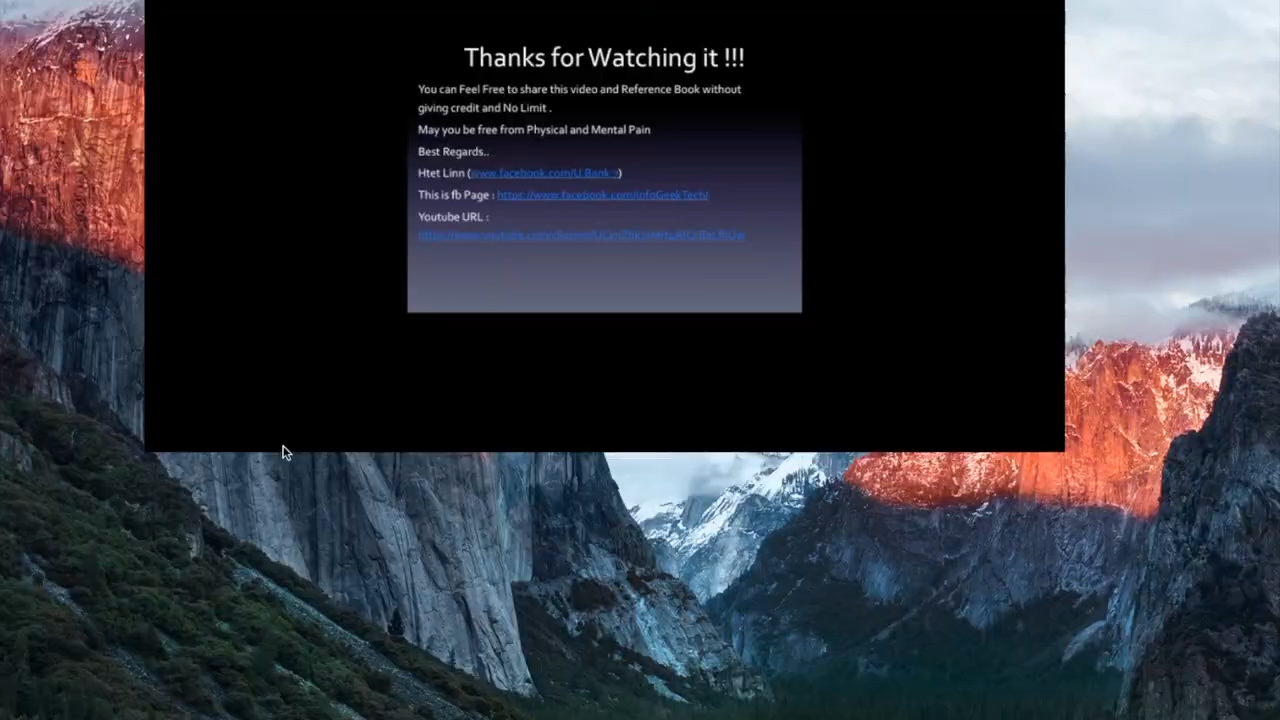 Thanks for Watching it !!!
You can Feel Free to share this video and Reference Book without
giving credit and No Limit .
May you be free from Physical and Mental Pain
Best Regards..
Htet Linn (www.facebook.com/U.Bank.7)
This is fb Page : https://www.facebook.com/InfoGeekTech/
Youtube URL :